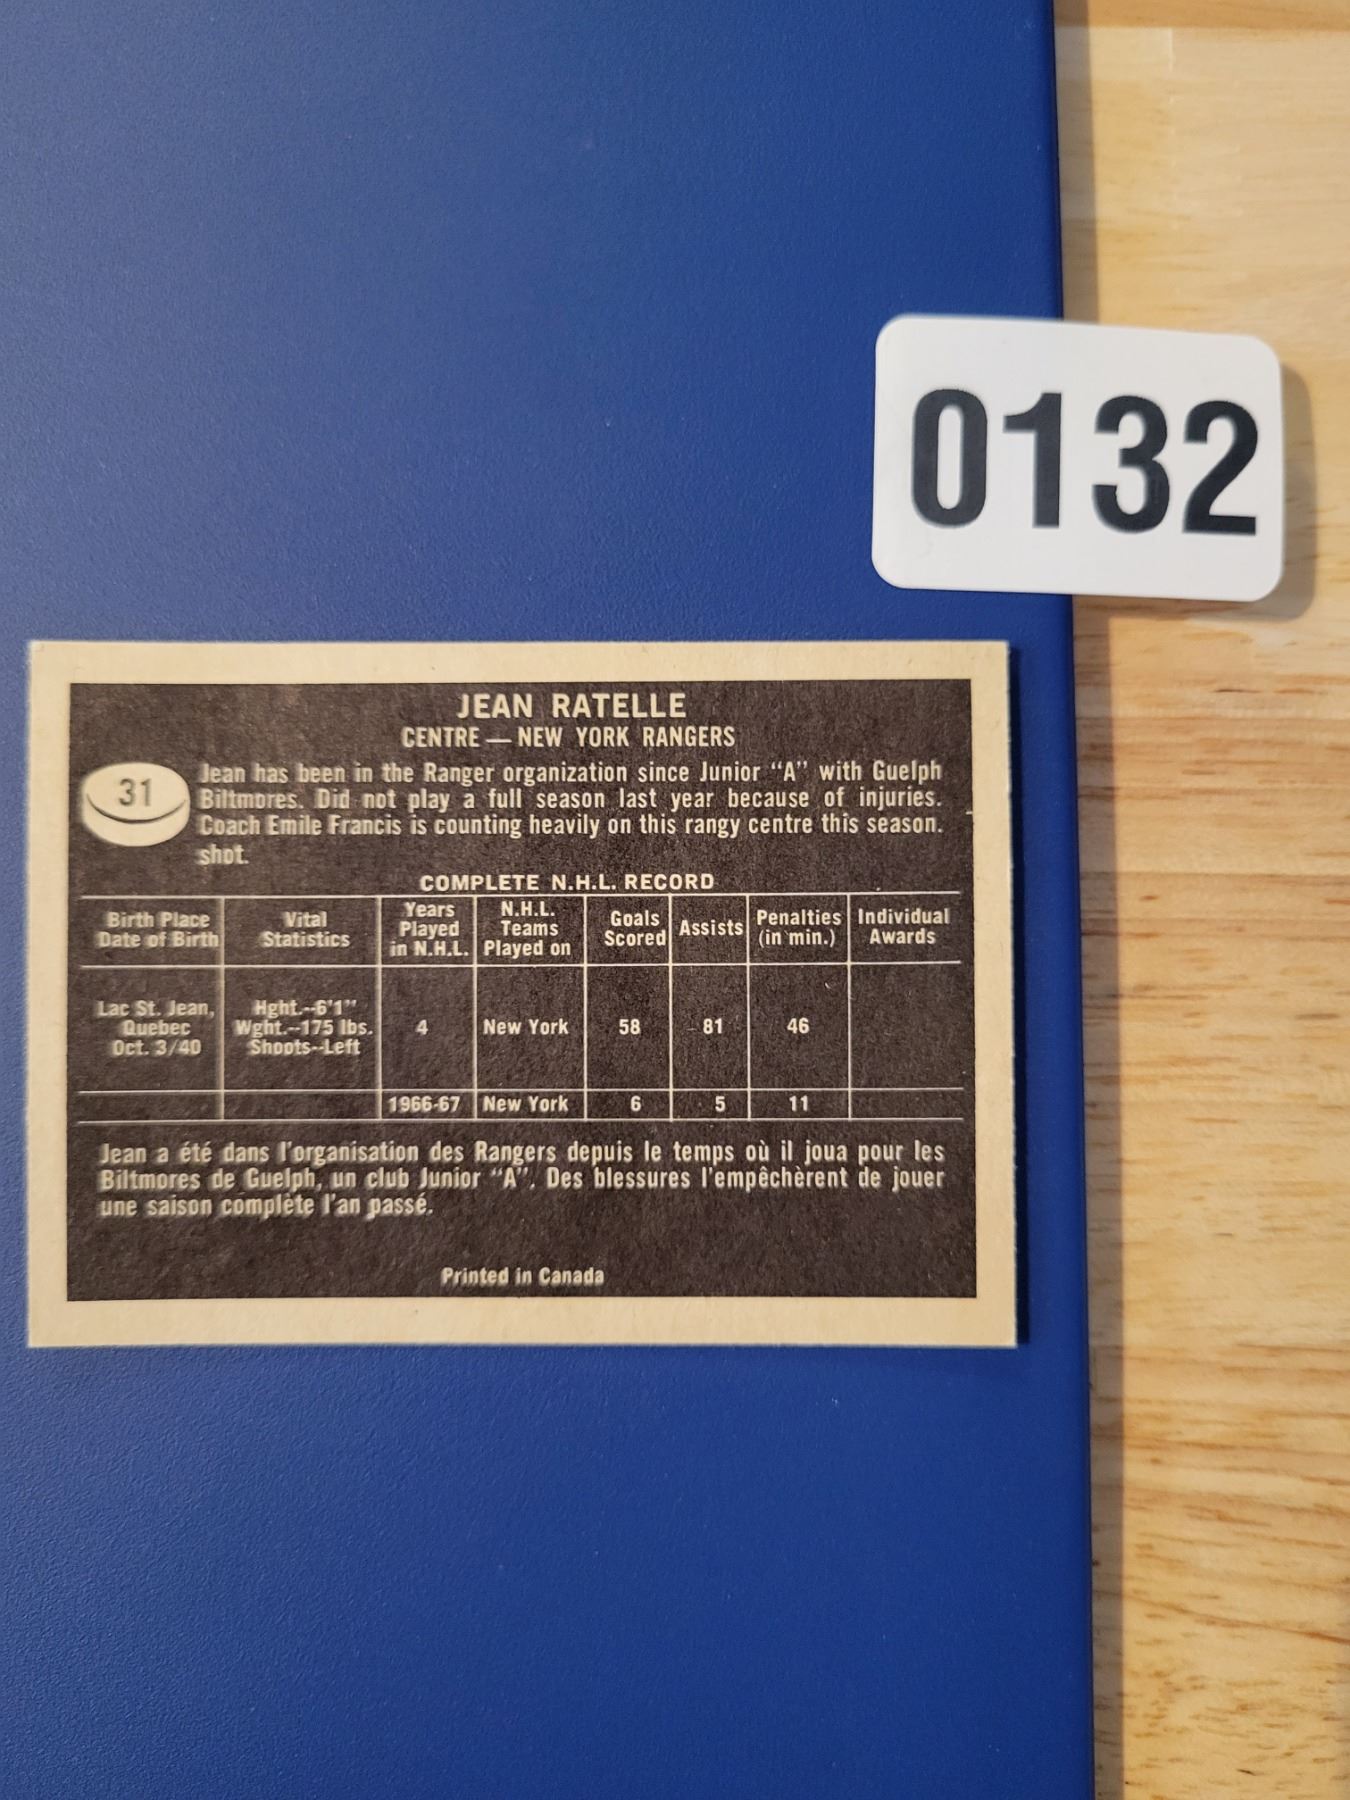 0132
JEAN RATELLE
CENTRE — NEW YORK RANGERS
31
Jean has been in the Ranger organization since Junior "A" with Guelph
Biltmores. Did not play a full season last year because of injuries.
Coach Emile Francis is counting heavily on this rangy centre this season.
shot.
COMPLETE N.H.L. RECORD
Birth Place
Date of Birth
Vital
Statistics
Years
Played
in N.H.L.
N.H.L.
Teams
Played on
Goals
Scored
Assists
Penalties
(in min.)
Individual
Awards
Lac St. Jean,
Quebec
Oct. 3/40
Hght.--6'1"
Wght.--175 lbs.
Shoots--Left
4
New York
58
81
46
1966-67
New York
6
5
11
Jean a été dans l'organisation des Rangers depuis le temps où il joua pour les
Biltmores de Guelph, un club Junior "A". Des blessures l'empêchèrent de jouer
une saison complète l'an passé.
Printed in Canada